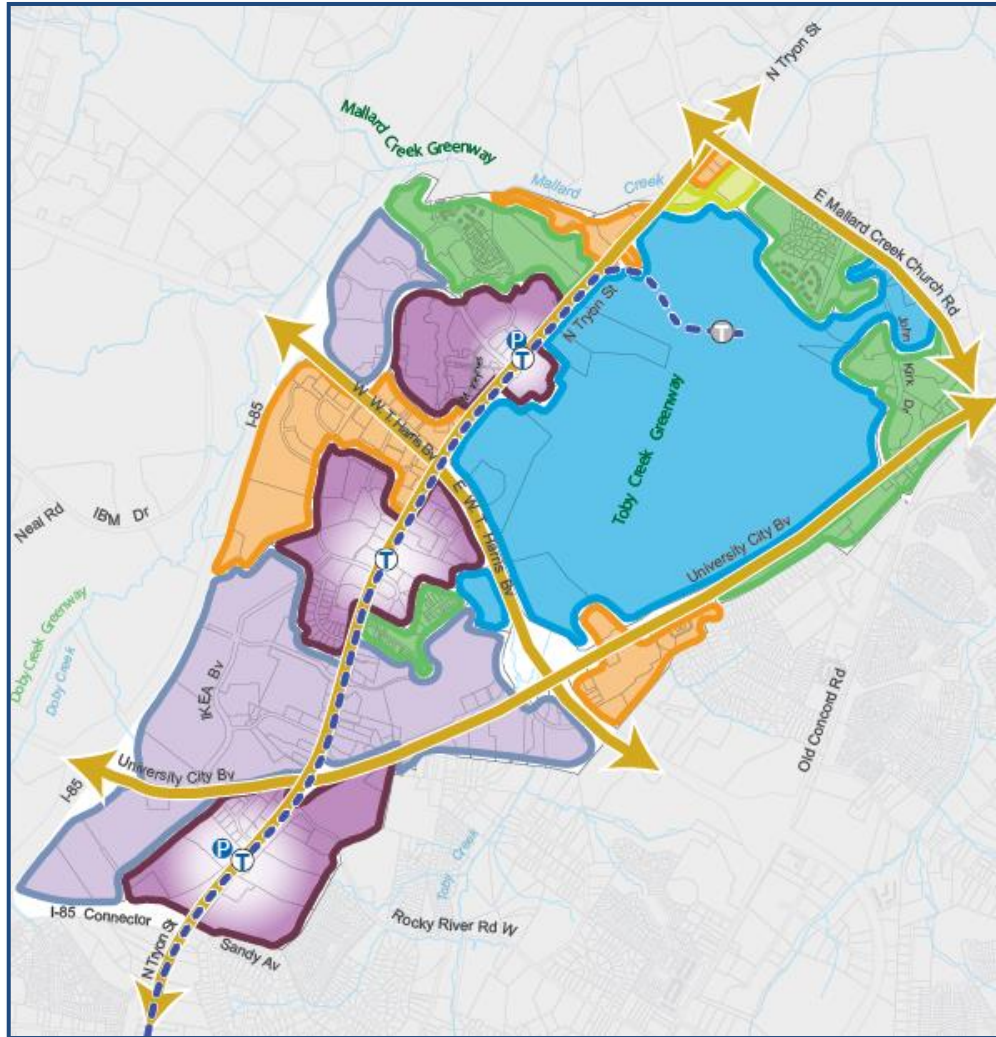 N Tryon St
Mallard Creek Greenway
Mallard Creek
E Mallard Creek Church Rd
N Tryon St
T
P
T
John
Kirk Dr
I-85
W W.T. Harris Bv
Toby Creek Greenway
E W.T. Harris Bv
University City Bv
Neal Rd
IBM Dr
T
Doby Creek Greenway
Doby Creek
IKEA Bv
Old Concord Rd
University City Bv
I-85
P
T
Toby Creek
I-85 Connector
Rocky River Rd W
N Tryon St
Sandy Av